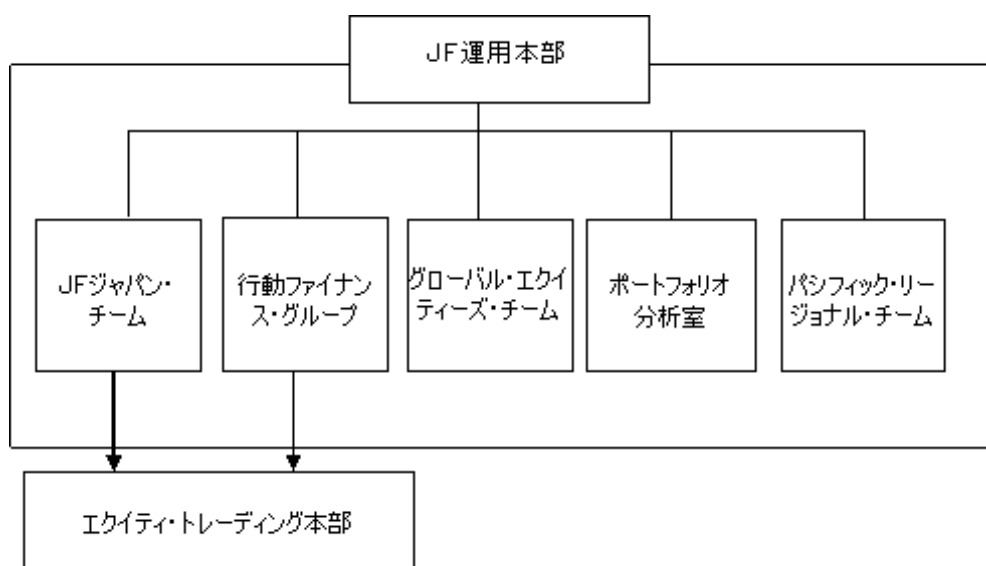 JF運用本部
JFジャパン・
チーム
行動ファイナン
ス・グループ
グローバル・エクイ
ティーズ・チーム
ポートフォリオ
分析室
パシフィック・リー
ジョナル・チーム
エクイティ・トレーディング本部